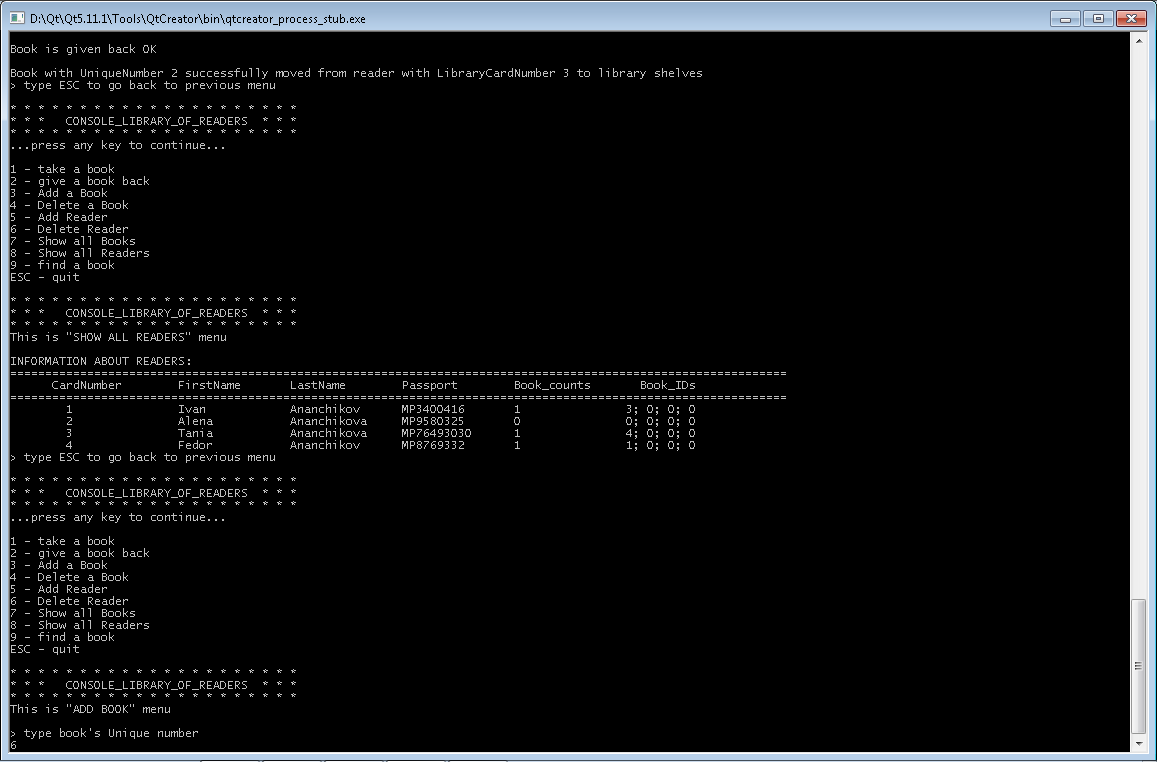 D:\Qt\Qt5.11.1\Tools\QtCreator\bin\qtcreator_process_stub.exe
Book is given back OK
Book with UniqueNumber 2 successfully moved from reader with LibraryCardNumber 3 to library shelves
> type ESC to go back to previous menu
* * * * * * * * * * * * * * * * * * * * *
* * *   CONSOLE_LIBRARY_OF_READERS  * * *
* * * * * * * * * * * * * * * * * * * * *
...press any key to continue...
1 - take a book
2 - give a book back
3 - Add a Book
4 - Delete a Book
5 - Add Reader
6 - Delete Reader
7 - Show all Books
8 - Show all Readers
9 - find a book
ESC - quit
* * * * * * * * * * * * * * * * * * * * *
* * *   CONSOLE_LIBRARY_OF_READERS  * * *
* * * * * * * * * * * * * * * * * * * * *
This is "SHOW ALL READERS" menu
INFORMATION ABOUT READERS:
===============================================================================================================
CardNumber        FirstName       LastName        Passport        Book_counts       Book_IDs
===============================================================================================================
1               Ivan            Ananchikov      MP3400416       1               3; 0; 0; 0
2               Alena           Ananchikova     MP9580325       0               0; 0; 0; 0
3               Tania           Ananchikova     MP76493030      1               4; 0; 0; 0
4               Fedor           Ananchikov      MP8769332       1               1; 0; 0; 0
> type ESC to go back to previous menu
* * * * * * * * * * * * * * * * * * * * *
* * *   CONSOLE_LIBRARY_OF_READERS  * * *
* * * * * * * * * * * * * * * * * * * * *
...press any key to continue...
1 - take a book
2 - give a book back
3 - Add a Book
4 - Delete a Book
5 - Add Reader
6 - Delete Reader
7 - Show all Books
8 - Show all Readers
9 - find a book
ESC - quit
* * * * * * * * * * * * * * * * * * * * *
* * *   CONSOLE_LIBRARY_OF_READERS  * * *
* * * * * * * * * * * * * * * * * * * * *
This is "ADD BOOK" menu
> type book's Unique number
6